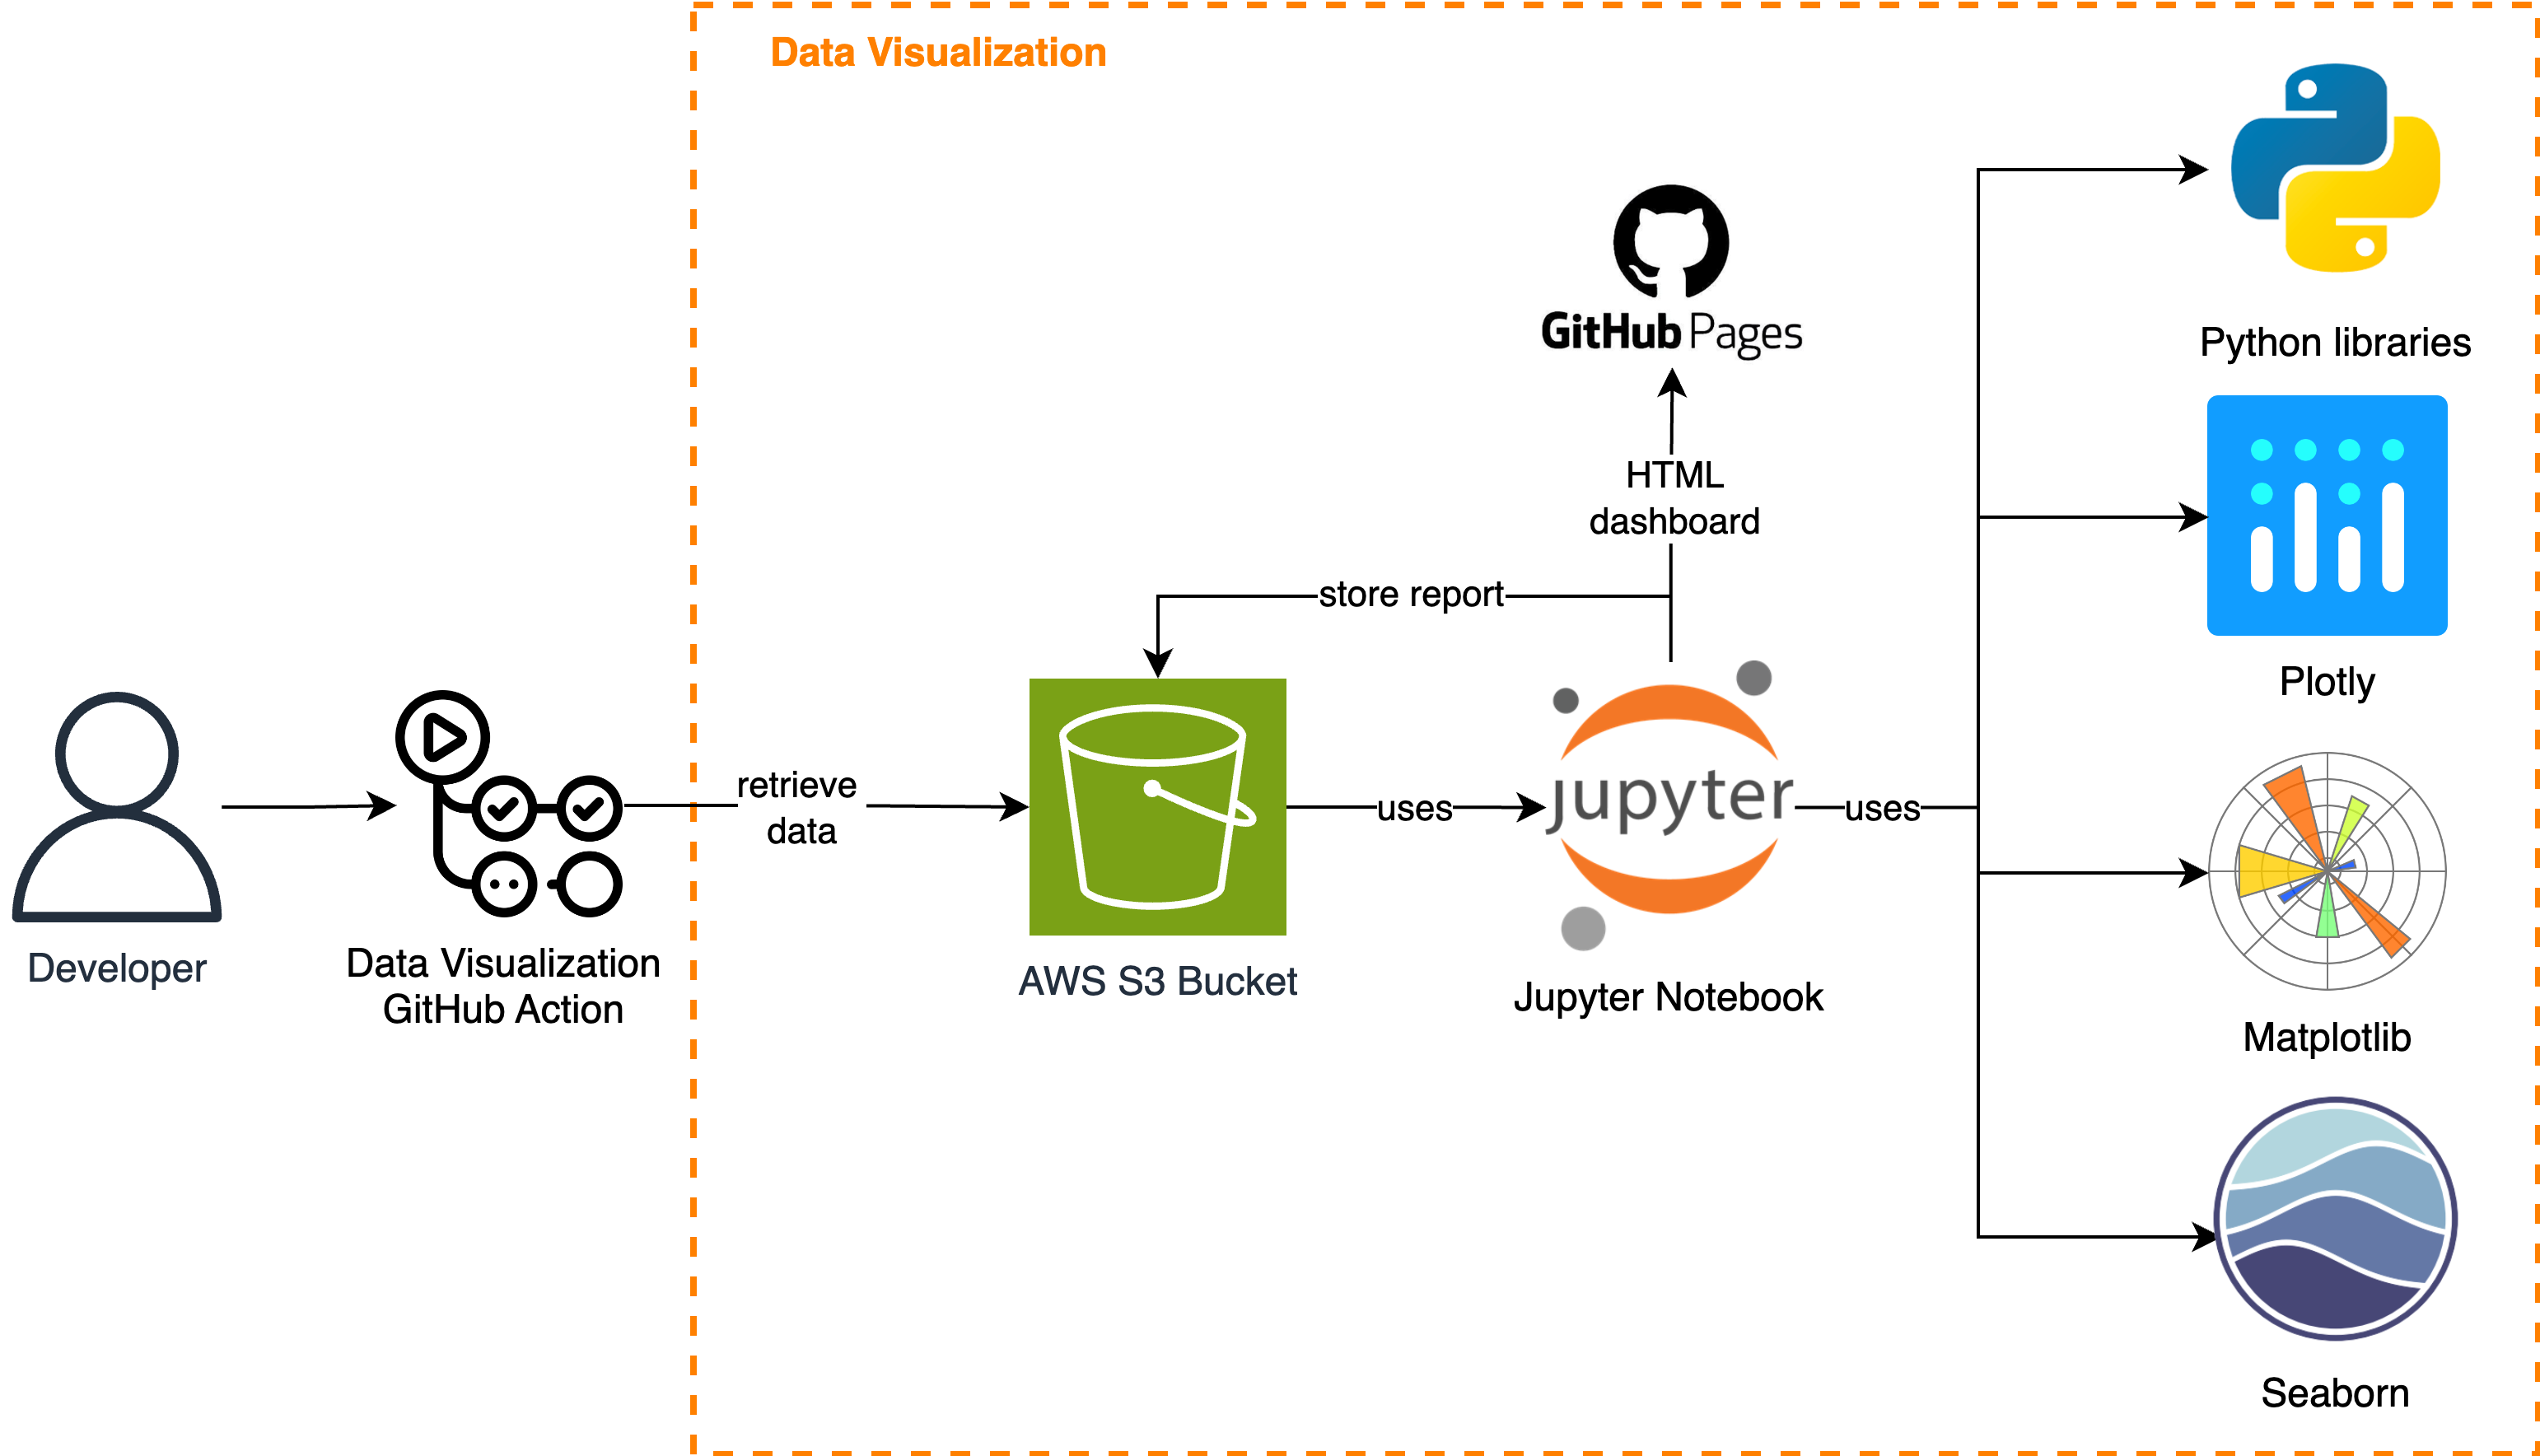 Data Visualization
GitHub Pages
Python libraries
HTML
dashboard
store report
Plotly
retrieve
data
uses
jupyter
uses
Developer
Data Visualization
GitHub Action
AWS S3 Bucket
Jupyter Notebook
Matplotlib
Seaborn